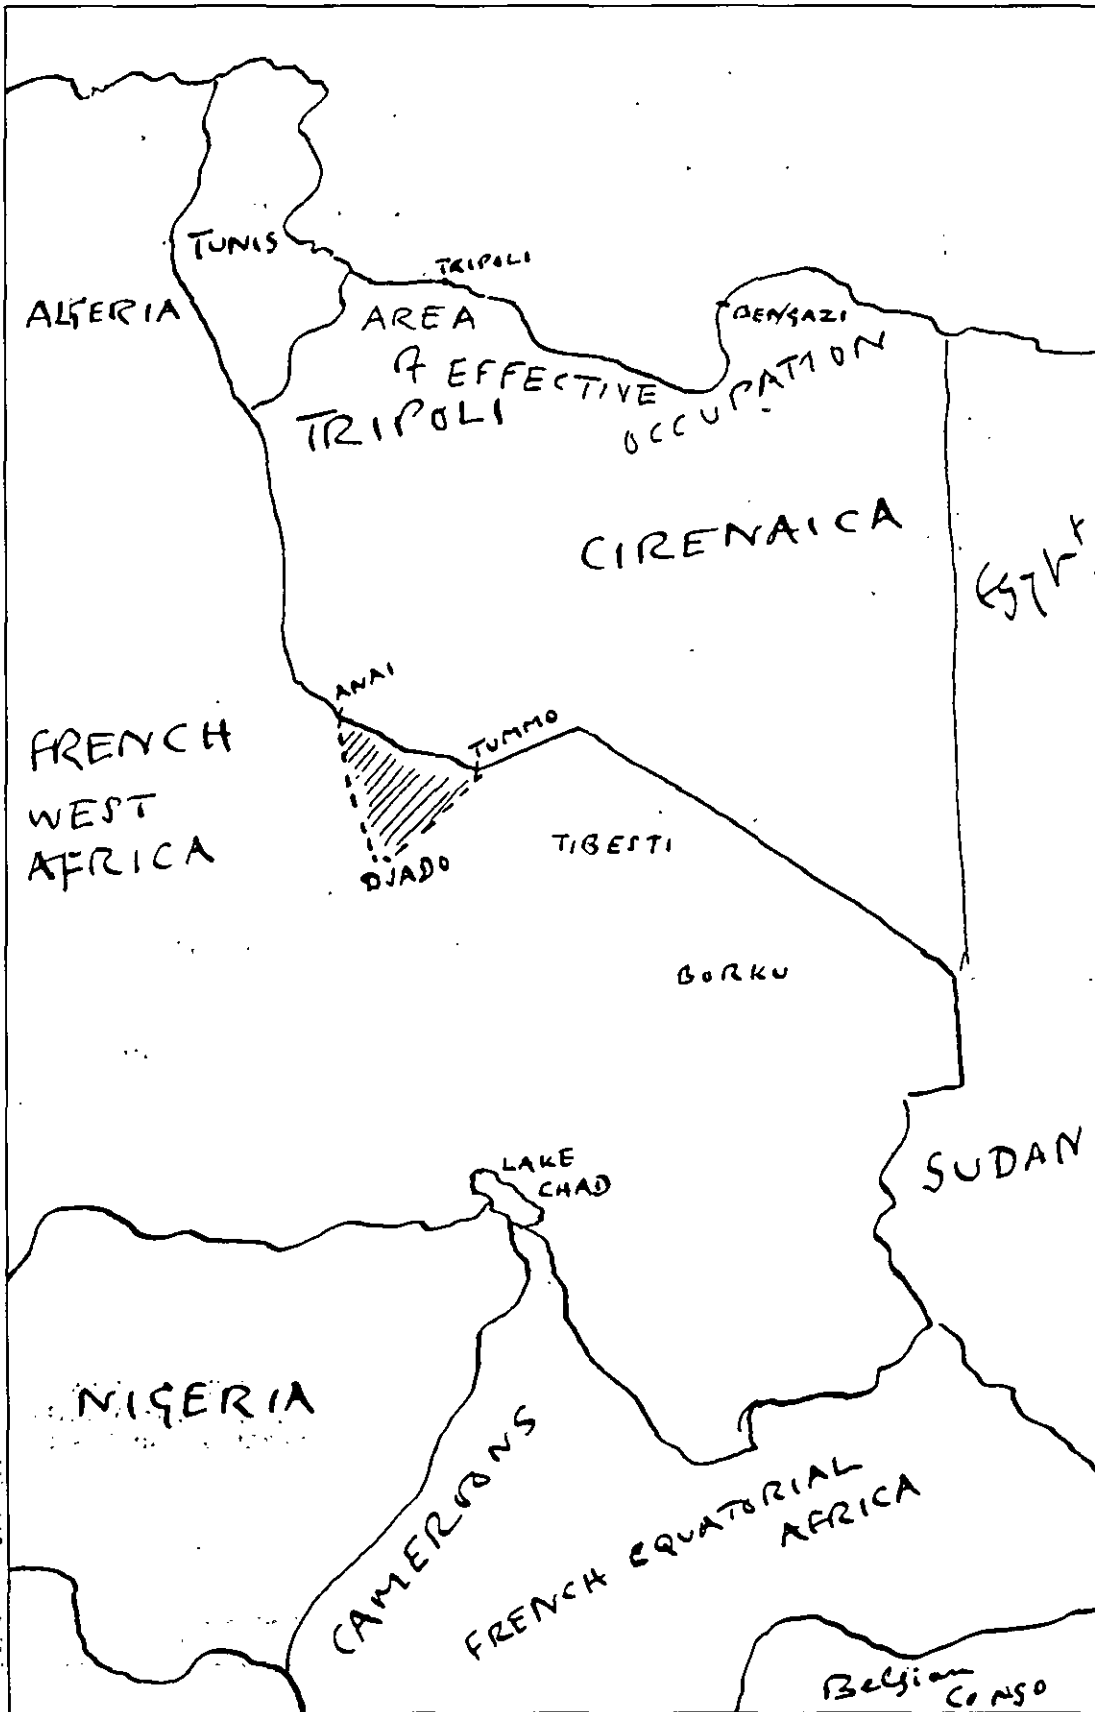 TUNIS
TRIPOLI
ALGERIA
AREA
OF EFFECTIVE
OCCUPATION
BENGAZI
TRIPOLI
CIRENAICA
Egypt
ANAI
TUMMO
FRENCH
WEST
AFRICA
TIBESTI
DJADO
BORKU
LAKE
CHAD
SUDAN
NIGERIA
CAMEROONS
FRENCH EQUATORIAL
AFRICA
Belgian
CONGO